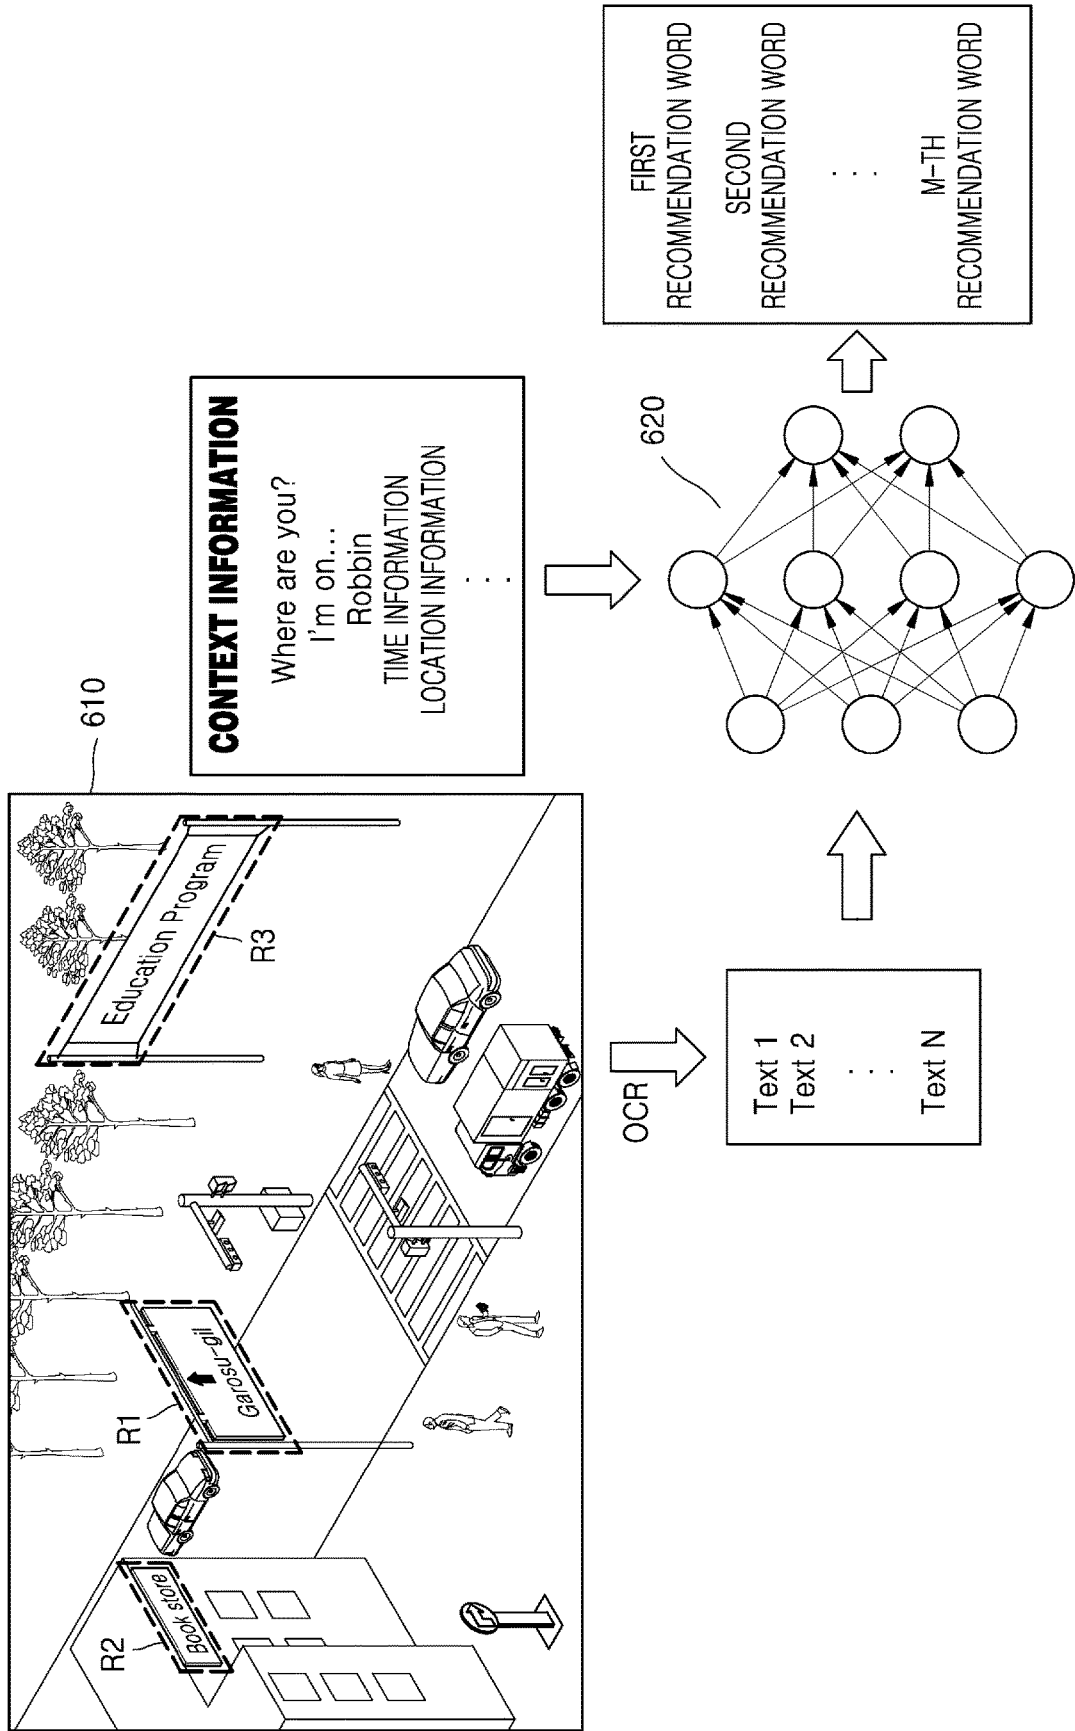 610
R2
Book store
R1
Garosu-gil
Education Program
R3
CONTEXT INFORMATION
Where are you?
I'm on...
Robbin
TIME INFORMATION
LOCATION INFORMATION
. . .
OCR
Text 1
Text 2
. . .
Text N
620
FIRST
RECOMMENDATION WORD
SECOND
RECOMMENDATION WORD
. . .
M-TH
RECOMMENDATION WORD